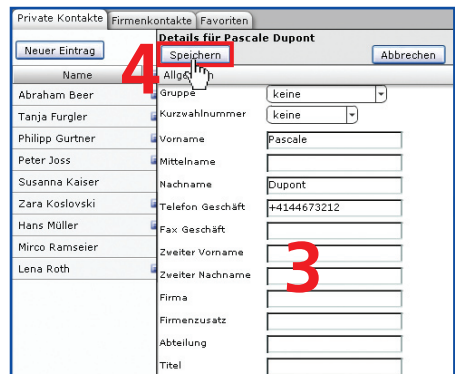 Private Kontakte Firmenkontakte Favoriten
Neuer Eintrag
Name
Abraham Beer
Tanja Furgler
Philipp Gurtner
Peter Joss
Susanna Kaiser
Zara Koslovski
Hans Müller
Mirco Ramseier
Lena Roth
Details für Pascale Dupont
4
Speichern Abbrechen
Gruppe keine
Kurzwahlnummer keine
Vorname Pascale
Mittelname
Nachname Dupont
Telefon Geschäft +4144673212
Fax Geschäft
Zweiter Vorname
3
Zweiter Nachname
Firma
Firmenzusatz
Abteilung
Titel